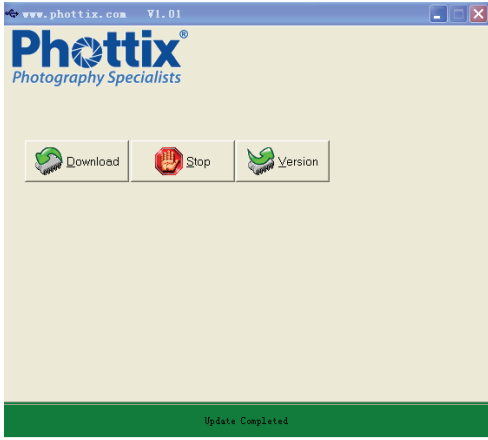 www.phottix.com V1.01
Phottix®
Photography Specialists
Download Stop Version
Update Completed